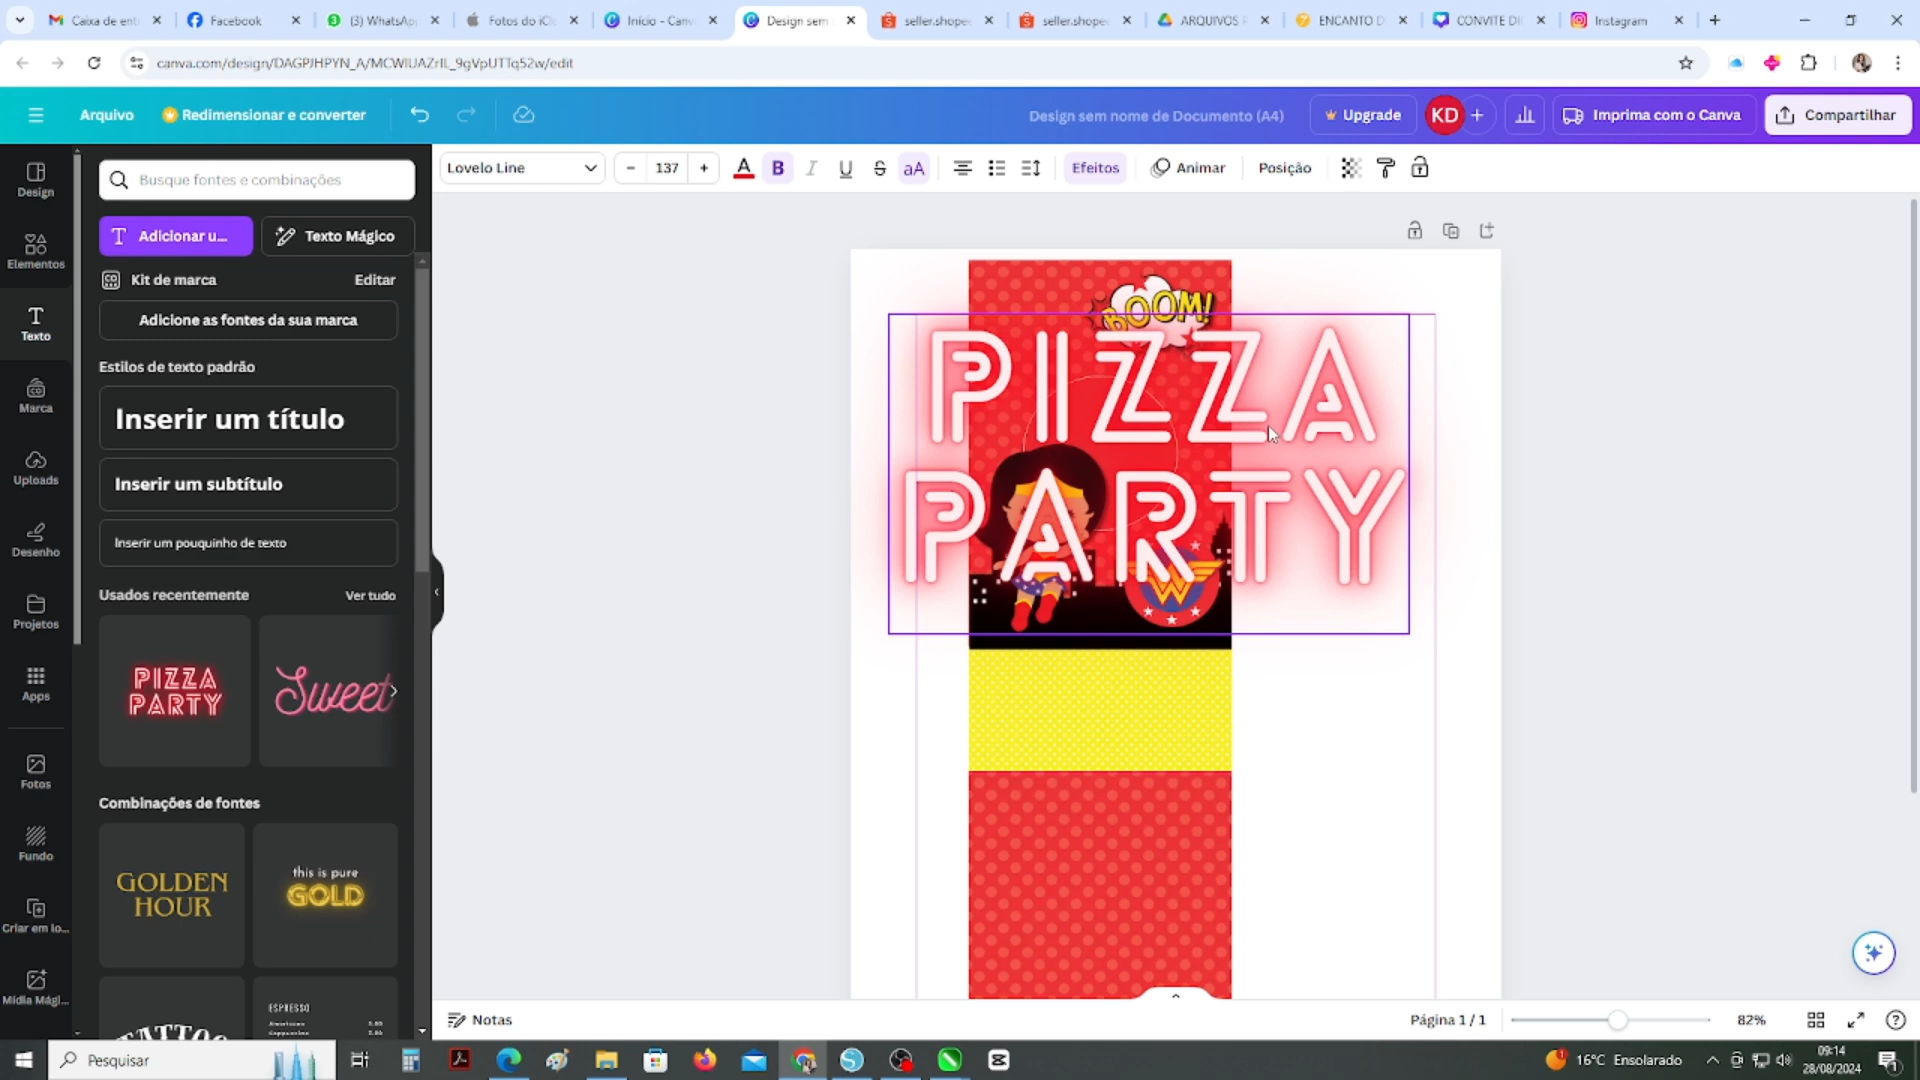 Caixa de ent
Facebook
(3) WhatsAp
Fotos do iCl
Início - Canv
Design sem
seller.shope
seller.shope
ARQUIVOS
ENCANTO D
CONVITE DI
Instagram
canva.com/design/DAGPJHPYN_A/MCWlUAZrIL_9gVpUTTq52w/edit
Arquivo
Redimensionar e converter
Design sem nome de Documento (A4)
Upgrade
KD
Imprima com o Canva
Compartilhar
Design
Elementos
Texto
Marca
Uploads
Desenho
Projetos
Apps
Fotos
Fundo
Criar em lo...
Mídia Mági...
Busque fontes e combinações
Adicionar u...
Texto Mágico
Kit de marca
Editar
Adicione as fontes da sua marca
Estilos de texto padrão
Inserir um título
Inserir um subtítulo
Inserir um pouquinho de texto
Usados recentemente
Ver tudo
PIZZA
PARTY
Sweet
Combinações de fontes
GOLDEN
HOUR
this is pure
GOLD
TATTOO
ESPRESSO
Lovelo Line
137
A
B
I
U
S
aA
Efeitos
Animar
Posição
BOOM!
PIZZA
PARTY
W
Notas
Página 1 / 1
82%
Pesquisar
16°C Ensolarado
09:14
28/08/2024